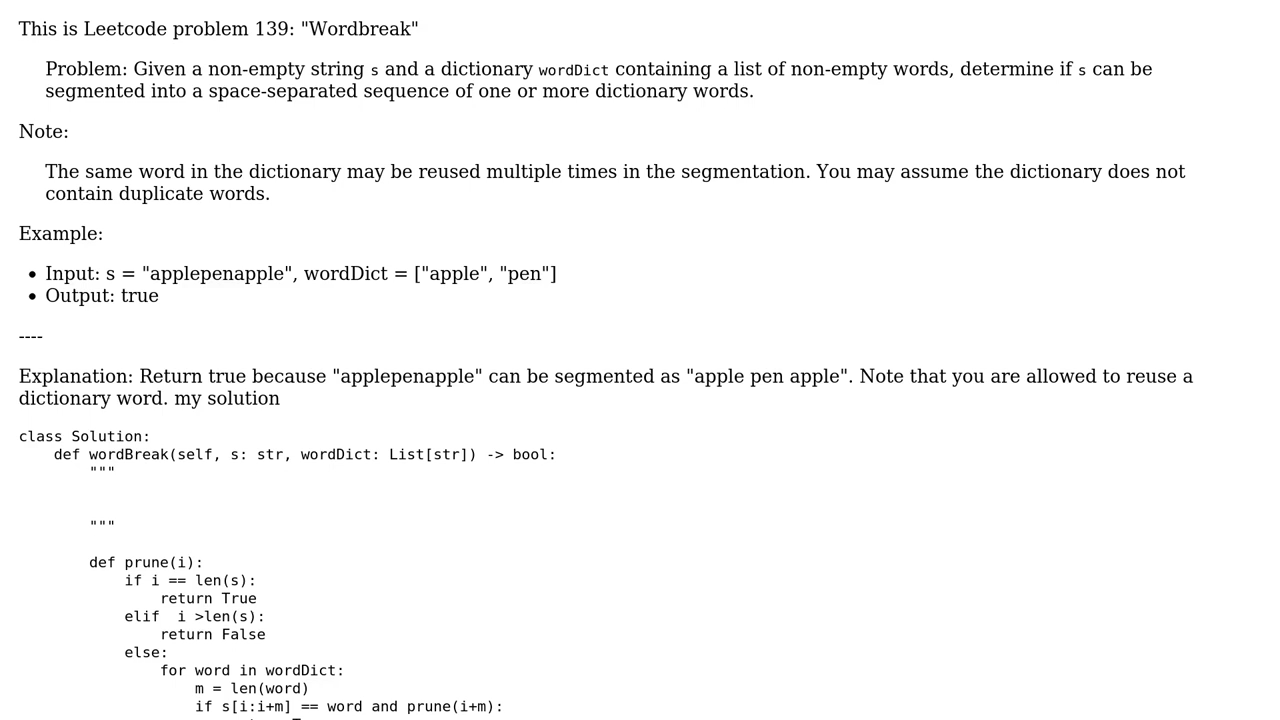 This is Leetcode problem 139: "Wordbreak"
Problem: Given a non-empty string s and a dictionary wordDict containing a list of non-empty words, determine if s can be
segmented into a space-separated sequence of one or more dictionary words.
Note:
The same word in the dictionary may be reused multiple times in the segmentation. You may assume the dictionary does not
contain duplicate words.
Example:
• Input: s = "applepenapple", wordDict = ["apple", "pen"]
• Output: true
----
Explanation: Return true because "applepenapple" can be segmented as "apple pen apple". Note that you are allowed to reuse a
dictionary word. my solution
class Solution:
    def wordBreak(self, s: str, wordDict: List[str]) -> bool:
        """
        """
        def prune(i):
            if i == len(s):
                return True
            elif  i >len(s):
                return False
            else:
                for word in wordDict:
                    m = len(word)
                    if s[i:i+m] == word and prune(i+m):